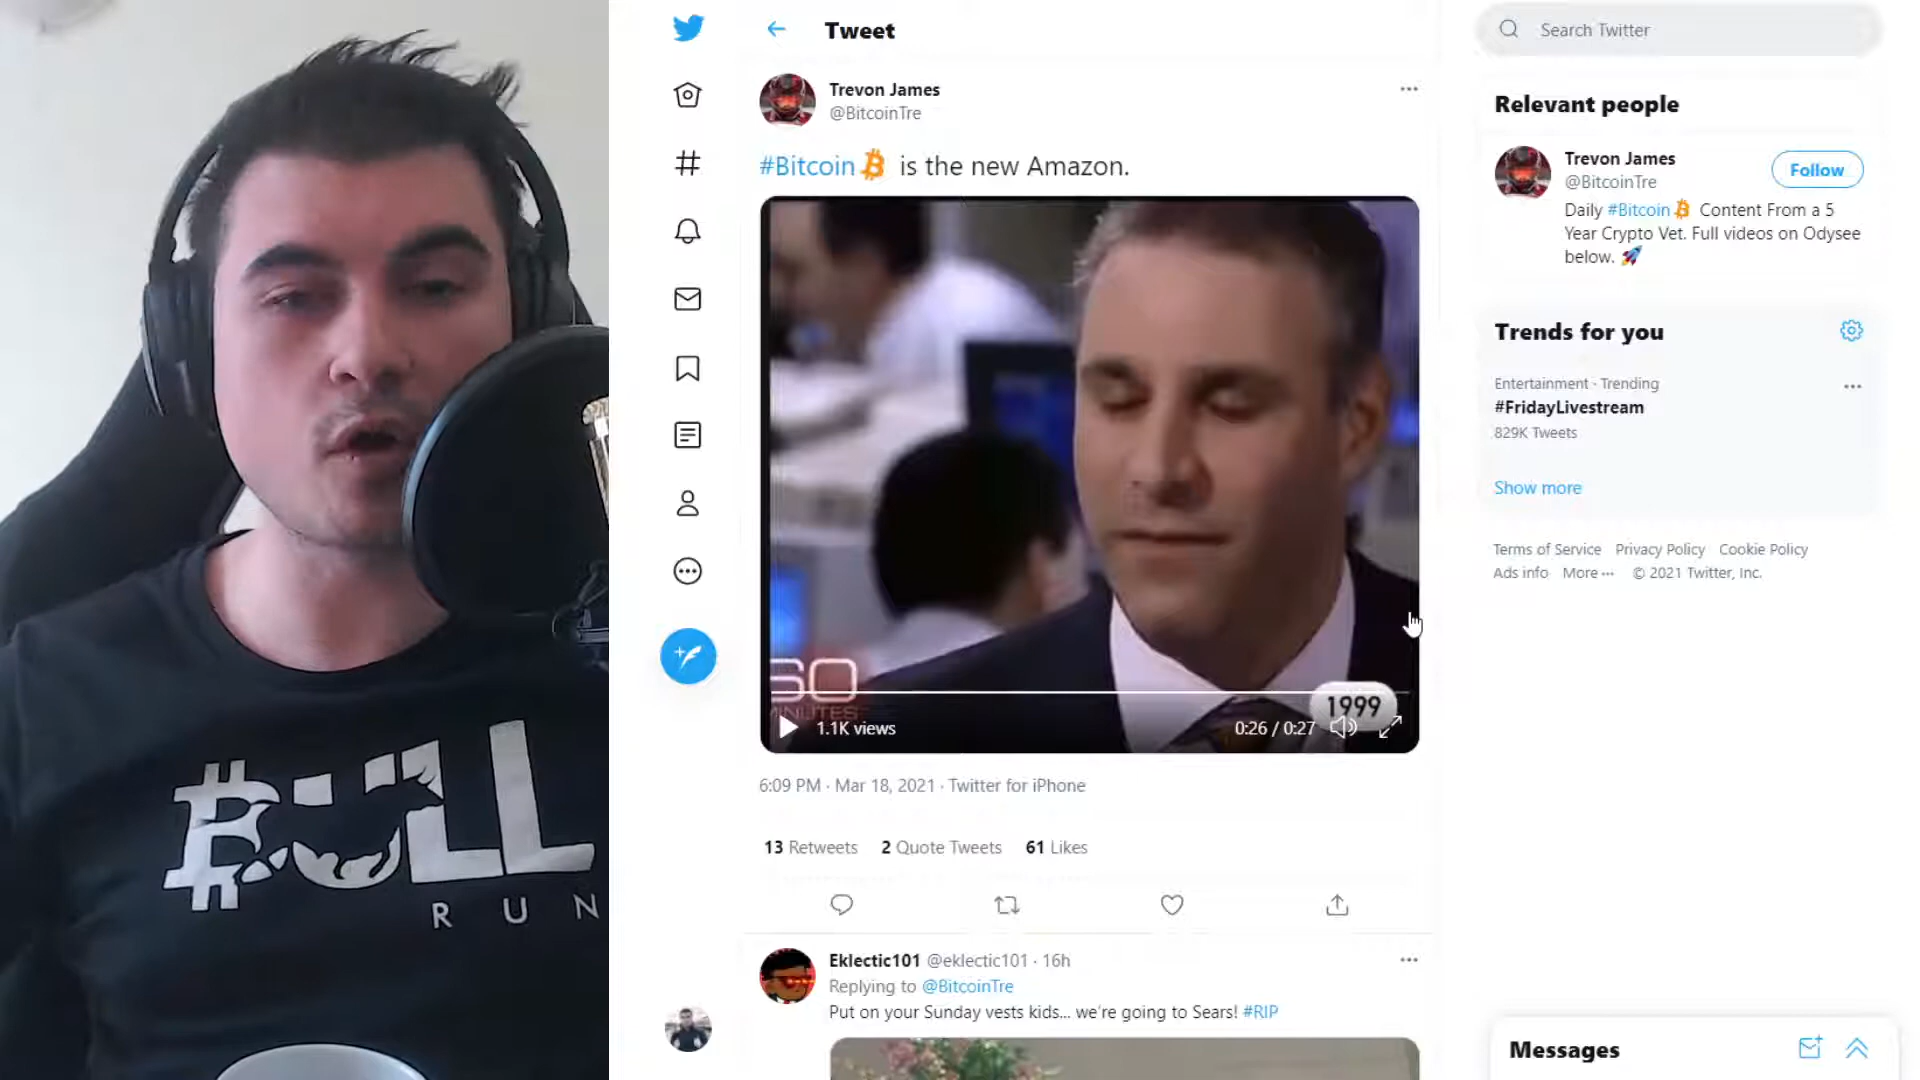 BULL
RUN
Tweet
Trevon James
@BitcoinTre
#Bitcoin is the new Amazon.
60
MINUTES
1999
1.1K views
0:26 / 0:27
6:09 PM · Mar 18, 2021 · Twitter for iPhone
13 Retweets 2 Quote Tweets 61 Likes
Eklectic101 @eklectic101 · 16h
Replying to @BitcoinTre
Put on your Sunday vests kids... we're going to Sears! #RIP
Search Twitter
Relevant people
Trevon James
@BitcoinTre
Follow
Daily #Bitcoin Content From a 5
Year Crypto Vet. Full videos on Odysee
below.
Trends for you
Entertainment · Trending
#FridayLivestream
829K Tweets
Show more
Terms of Service Privacy Policy Cookie Policy
Ads info More ··· © 2021 Twitter, Inc.
Messages